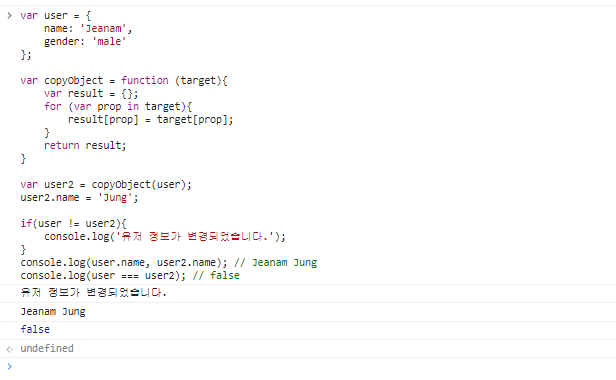 var user = {
    name: 'Jeanam',
    gender: 'male'
};
var copyObject = function (target){
    var result = {};
    for (var prop in target){
        result[prop] = target[prop];
    }
    return result;
}
var user2 = copyObject(user);
user2.name = 'Jung';
if(user != user2){
    console.log('유저 정보가 변경되었습니다.');
}
console.log(user.name, user2.name); // Jeanam Jung
console.log(user === user2); // false
유저 정보가 변경되었습니다.
Jeanam Jung
false
undefined